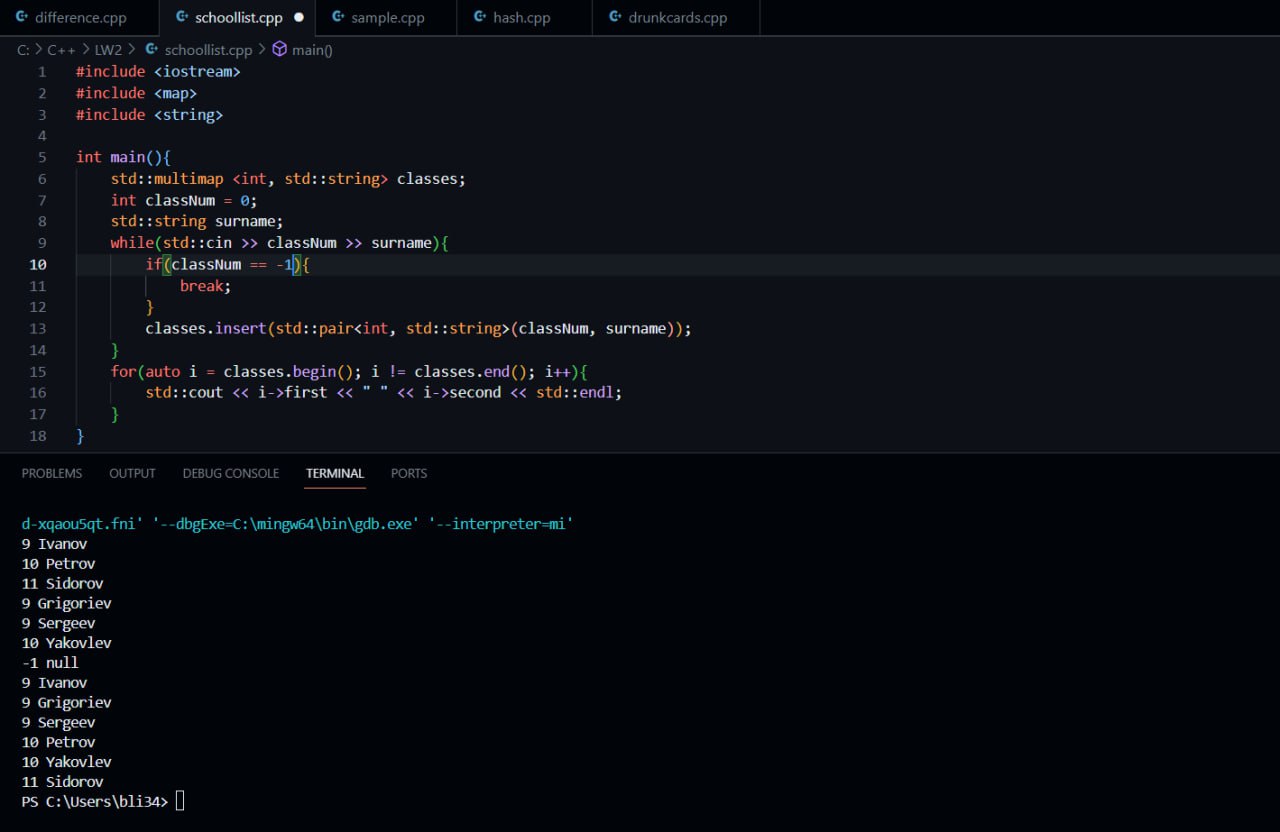 difference.cpp schoollist.cpp sample.cpp hash.cpp drunkcards.cpp
C: > C++ > LW2 > schoollist.cpp > main()
1 #include <iostream>
2 #include <map>
3 #include <string>
4
5 int main(){
6     std::multimap <int, std::string> classes;
7     int classNum = 0;
8     std::string surname;
9     while(std::cin >> classNum >> surname){
10         if(classNum == -1){
11             break;
12         }
13         classes.insert(std::pair<int, std::string>(classNum, surname));
14     }
15     for(auto i = classes.begin(); i != classes.end(); i++){
16         std::cout << i->first << " " << i->second << std::endl;
17     }
18 }
PROBLEMS OUTPUT DEBUG CONSOLE TERMINAL PORTS
d-xqaou5qt.fni' '--dbgExe=C:\mingw64\bin\gdb.exe' '--interpreter=mi'
9 Ivanov
10 Petrov
11 Sidorov
9 Grigoriev
9 Sergeev
10 Yakovlev
-1 null
9 Ivanov
9 Grigoriev
9 Sergeev
10 Petrov
10 Yakovlev
11 Sidorov
PS C:\Users\bli34>